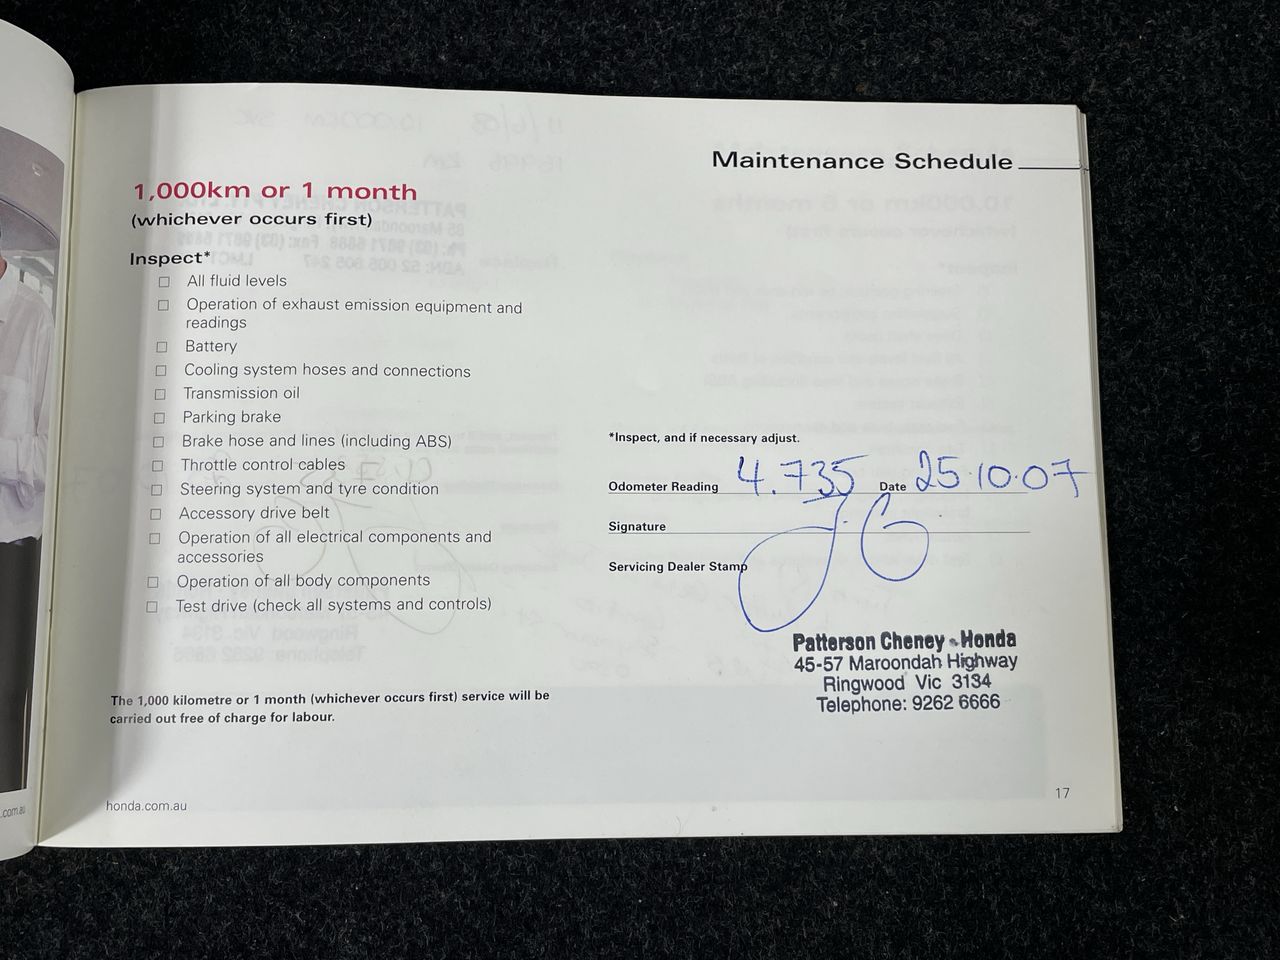 Maintenance Schedule
1,000km or 1 month
(whichever occurs first)
Inspect*
All fluid levels
Operation of exhaust emission equipment and
readings
Battery
Cooling system hoses and connections
Transmission oil
Parking brake
Brake hose and lines (including ABS)
Throttle control cables
Steering system and tyre condition
Accessory drive belt
Operation of all electrical components and
accessories
Operation of all body components
Test drive (check all systems and controls)
The 1,000 kilometre or 1 month (whichever occurs first) service will be
carried out free of charge for labour.
*Inspect, and if necessary adjust.
Odometer Reading 4.735 Date 25.10.07
Signature
Servicing Dealer Stamp
Patterson Cheney - Honda
45-57 Maroondah Highway
Ringwood Vic 3134
Telephone: 9262 6666
honda.com.au
17
.com.au